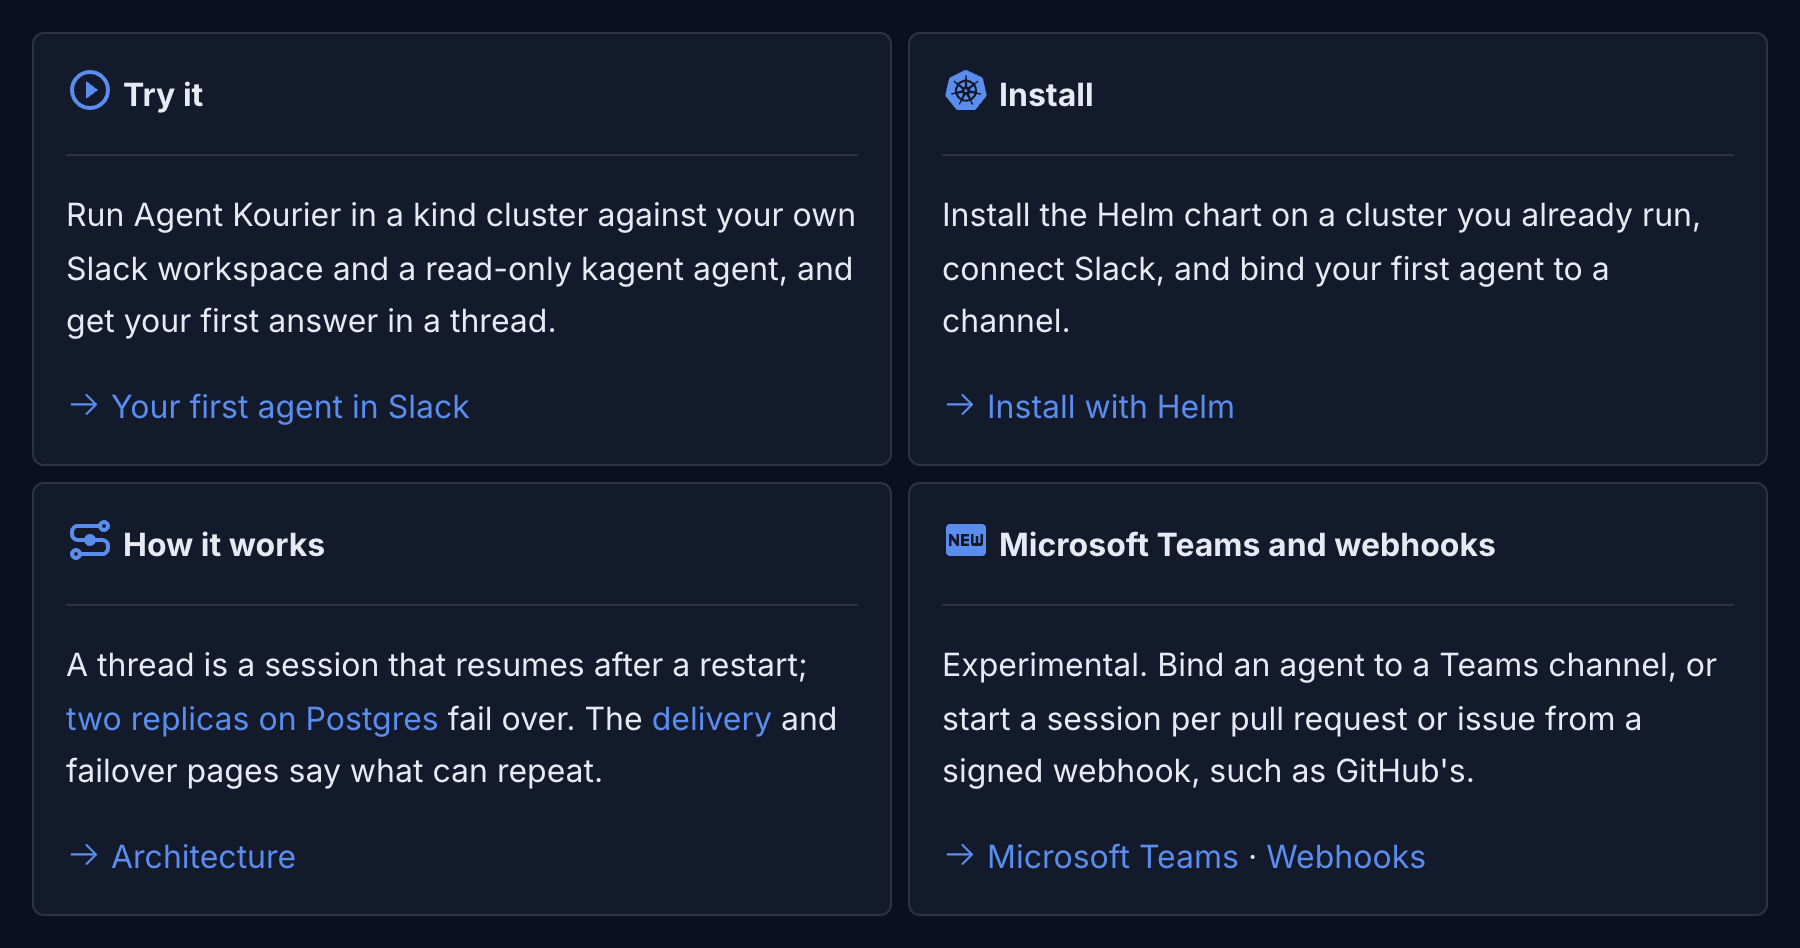 Try it
Run Agent Kourier in a kind cluster against your own
Slack workspace and a read-only kagent agent, and
get your first answer in a thread.
→ Your first agent in Slack
Install
Install the Helm chart on a cluster you already run,
connect Slack, and bind your first agent to a
channel.
→ Install with Helm
How it works
A thread is a session that resumes after a restart;
two replicas on Postgres fail over. The delivery and
failover pages say what can repeat.
→ Architecture
NEW Microsoft Teams and webhooks
Experimental. Bind an agent to a Teams channel, or
start a session per pull request or issue from a
signed webhook, such as GitHub's.
→ Microsoft Teams · Webhooks